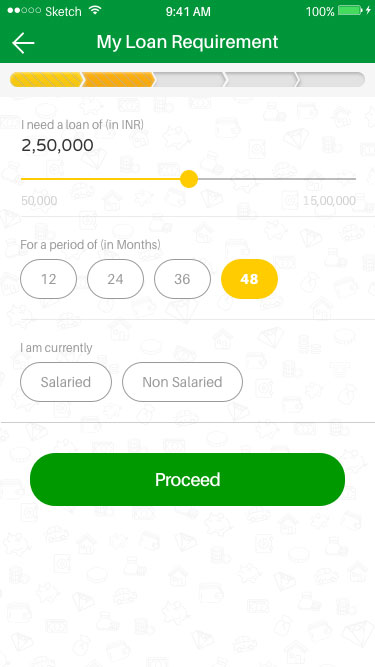 Sketch 9:41 AM 100%
My Loan Requirement
I need a loan of (in INR)
2,50,000
50,000 15,00,000
For a period of (in Months)
12 24 36 48
I am currently
Salaried Non Salaried
Proceed